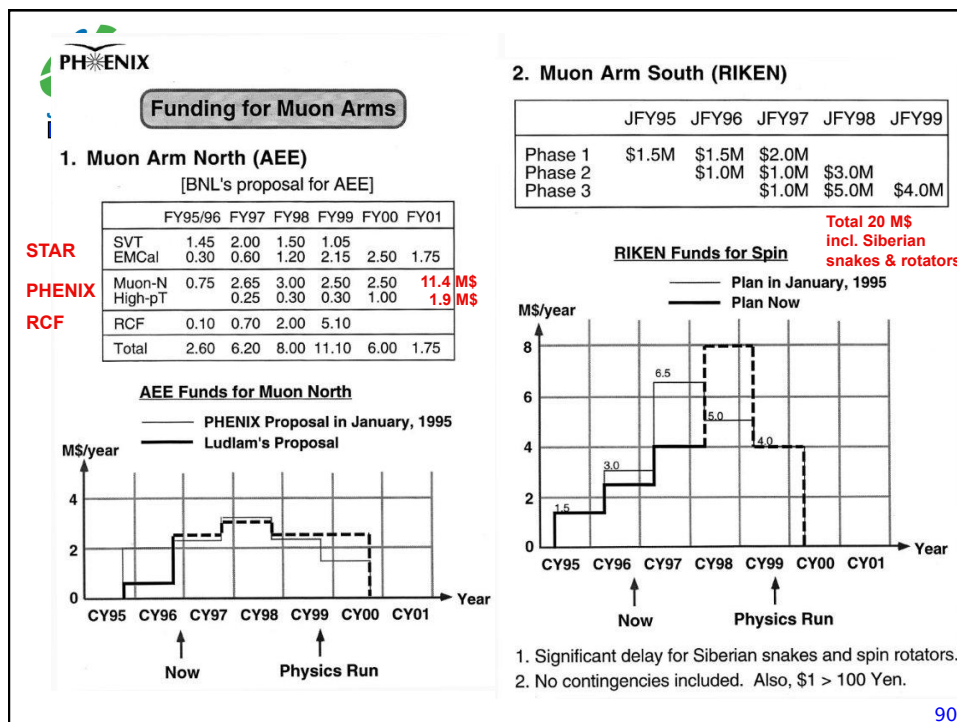 PHENIX
Funding for Muon Arms
1. Muon Arm North (AEE)
[BNL's proposal for AEE]
FY95/96 FY97 FY98 FY99 FY00 FY01
STAR
SVT 1.45 2.00 1.50 1.05
EMCal 0.30 0.60 1.20 2.15 2.50 1.75
PHENIX
Muon-N 0.75 2.65 3.00 2.50 2.50 11.4 M$
High-pT 0.25 0.30 0.30 1.00 1.9 M$
RCF
RCF 0.10 0.70 2.00 5.10
Total 2.60 6.20 8.00 11.10 6.00 1.75
AEE Funds for Muon North
PHENIX Proposal in January, 1995
Ludlam's Proposal
M$/year
4
2
0
CY95 CY96 CY97 CY98 CY99 CY00 CY01
Year
Now
Physics Run
2. Muon Arm South (RIKEN)
JFY95 JFY96 JFY97 JFY98 JFY99
Phase 1 $1.5M $1.5M $2.0M
Phase 2 $1.0M $1.0M $3.0M
Phase 3 $1.0M $5.0M $4.0M
Total 20 M$
incl. Siberian
snakes & rotators
RIKEN Funds for Spin
Plan in January, 1995
Plan Now
M$/year
8
6
4
2
0
6.5
5.0
4.0
3.0
1.5
CY95 CY96 CY97 CY98 CY99 CY00 CY01
Year
Now
Physics Run
1. Significant delay for Siberian snakes and spin rotators.
2. No contingencies included. Also, $1 > 100 Yen.
90